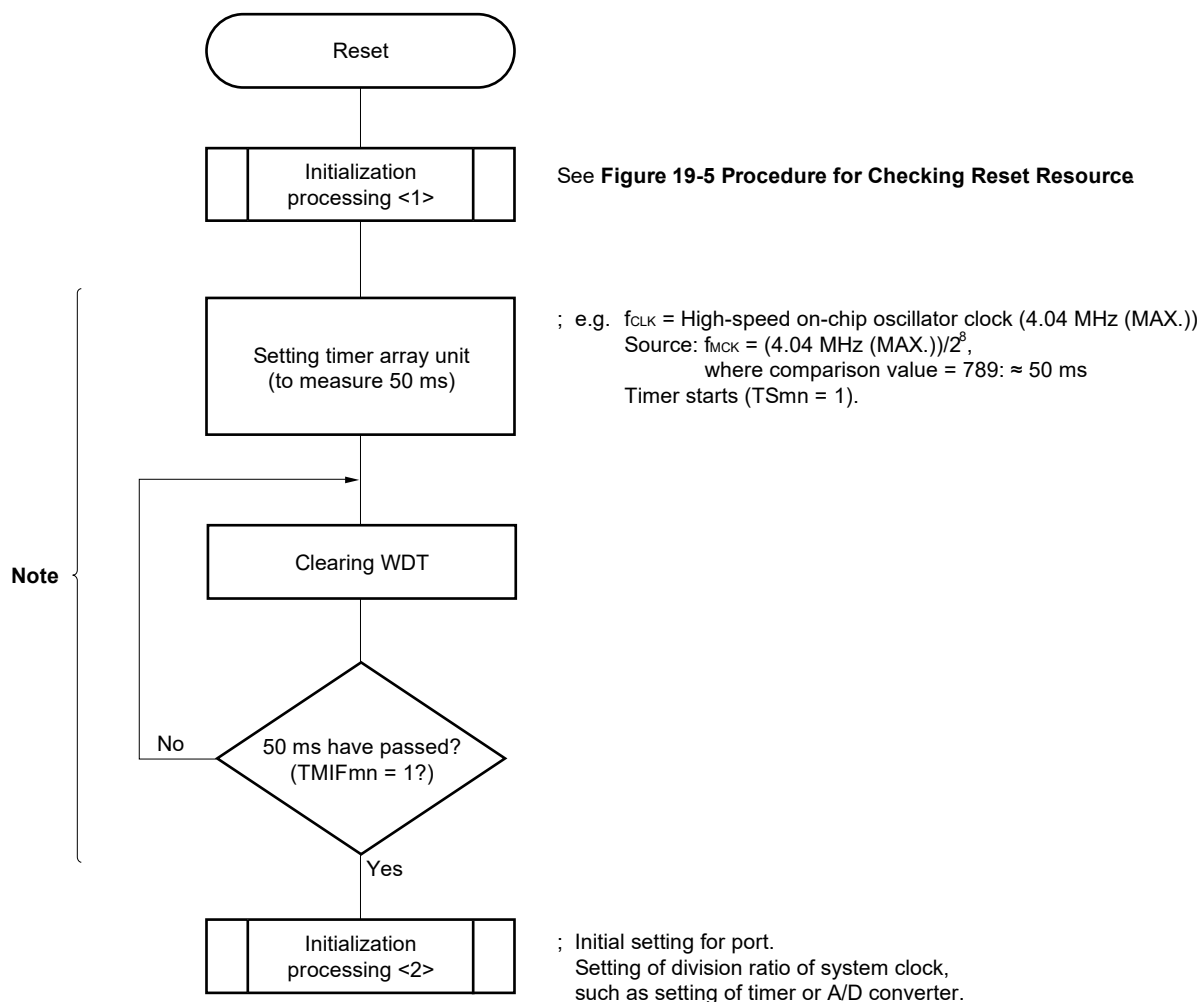 Reset
Initialization
processing <1>
See Figure 19-5 Procedure for Checking Reset Resource
Setting timer array unit
(to measure 50 ms)
; e.g. fCLK = High-speed on-chip oscillator clock (4.04 MHz (MAX.))
Source: fMCK = (4.04 MHz (MAX.))/2⁸,
where comparison value = 789: ≈ 50 ms
Timer starts (TSmn = 1).
Note
Clearing WDT
No
50 ms have passed?
(TMIFmn = 1?)
Yes
Initialization
processing <2>
; Initial setting for port.
Setting of division ratio of system clock,
such as setting of timer or A/D converter.